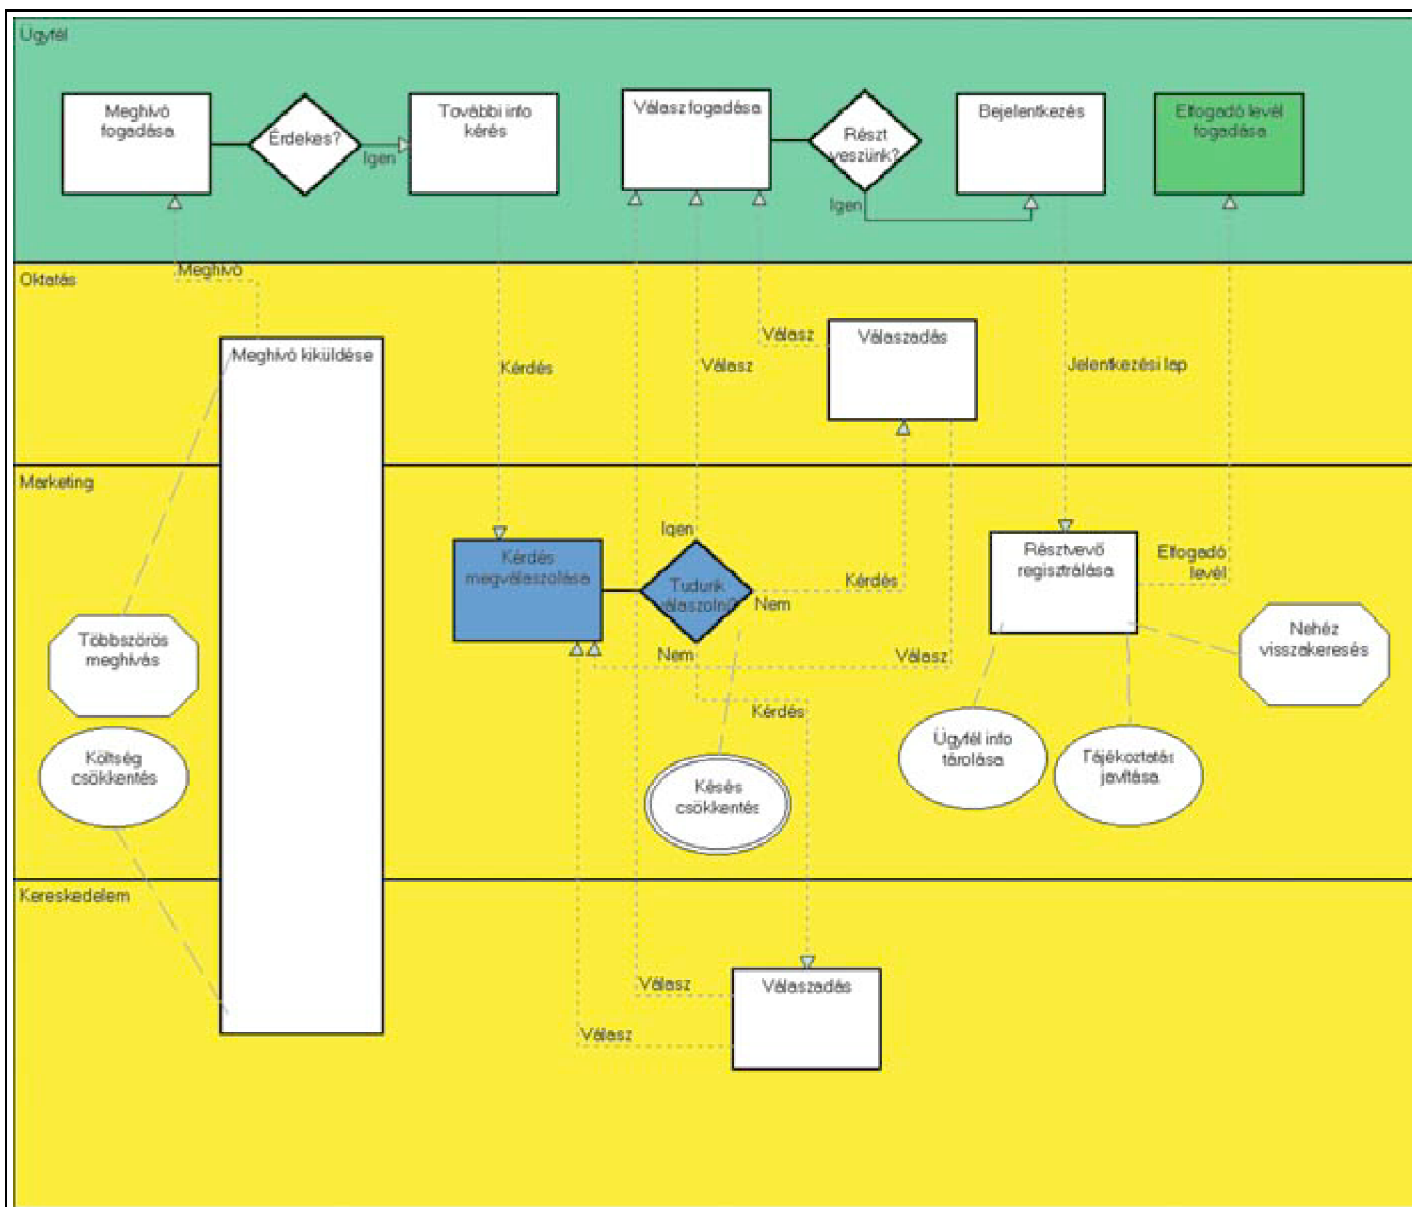 Ügyfél
Meghívó
fogadása
Érdekes?
Igen
További info
kérés
Válasz fogadása
Részt
veszünk?
Igen
Bejelentkezés
Elfogadó levél
fogadása
Meghívó
Oktatás
Meghívó kiküldése
Kérdés
Válasz
Válasz
Válaszadás
Jelentkezési lap
Marketing
Igen
Kérdés
megválaszolása
Tudunk
válaszolni?
Nem
Kérdés
Nem
Válasz
Kérdés
Résztvevő
regisztrálása
Elfogadó
levél
Többszörös
meghívás
Nehéz
visszakeresés
Költség
csökkentés
Késés
csökkentés
Ügyfél info
tárolása
Tájékoztatás
javítása
Kereskedelem
Válasz
Válaszadás
Válasz